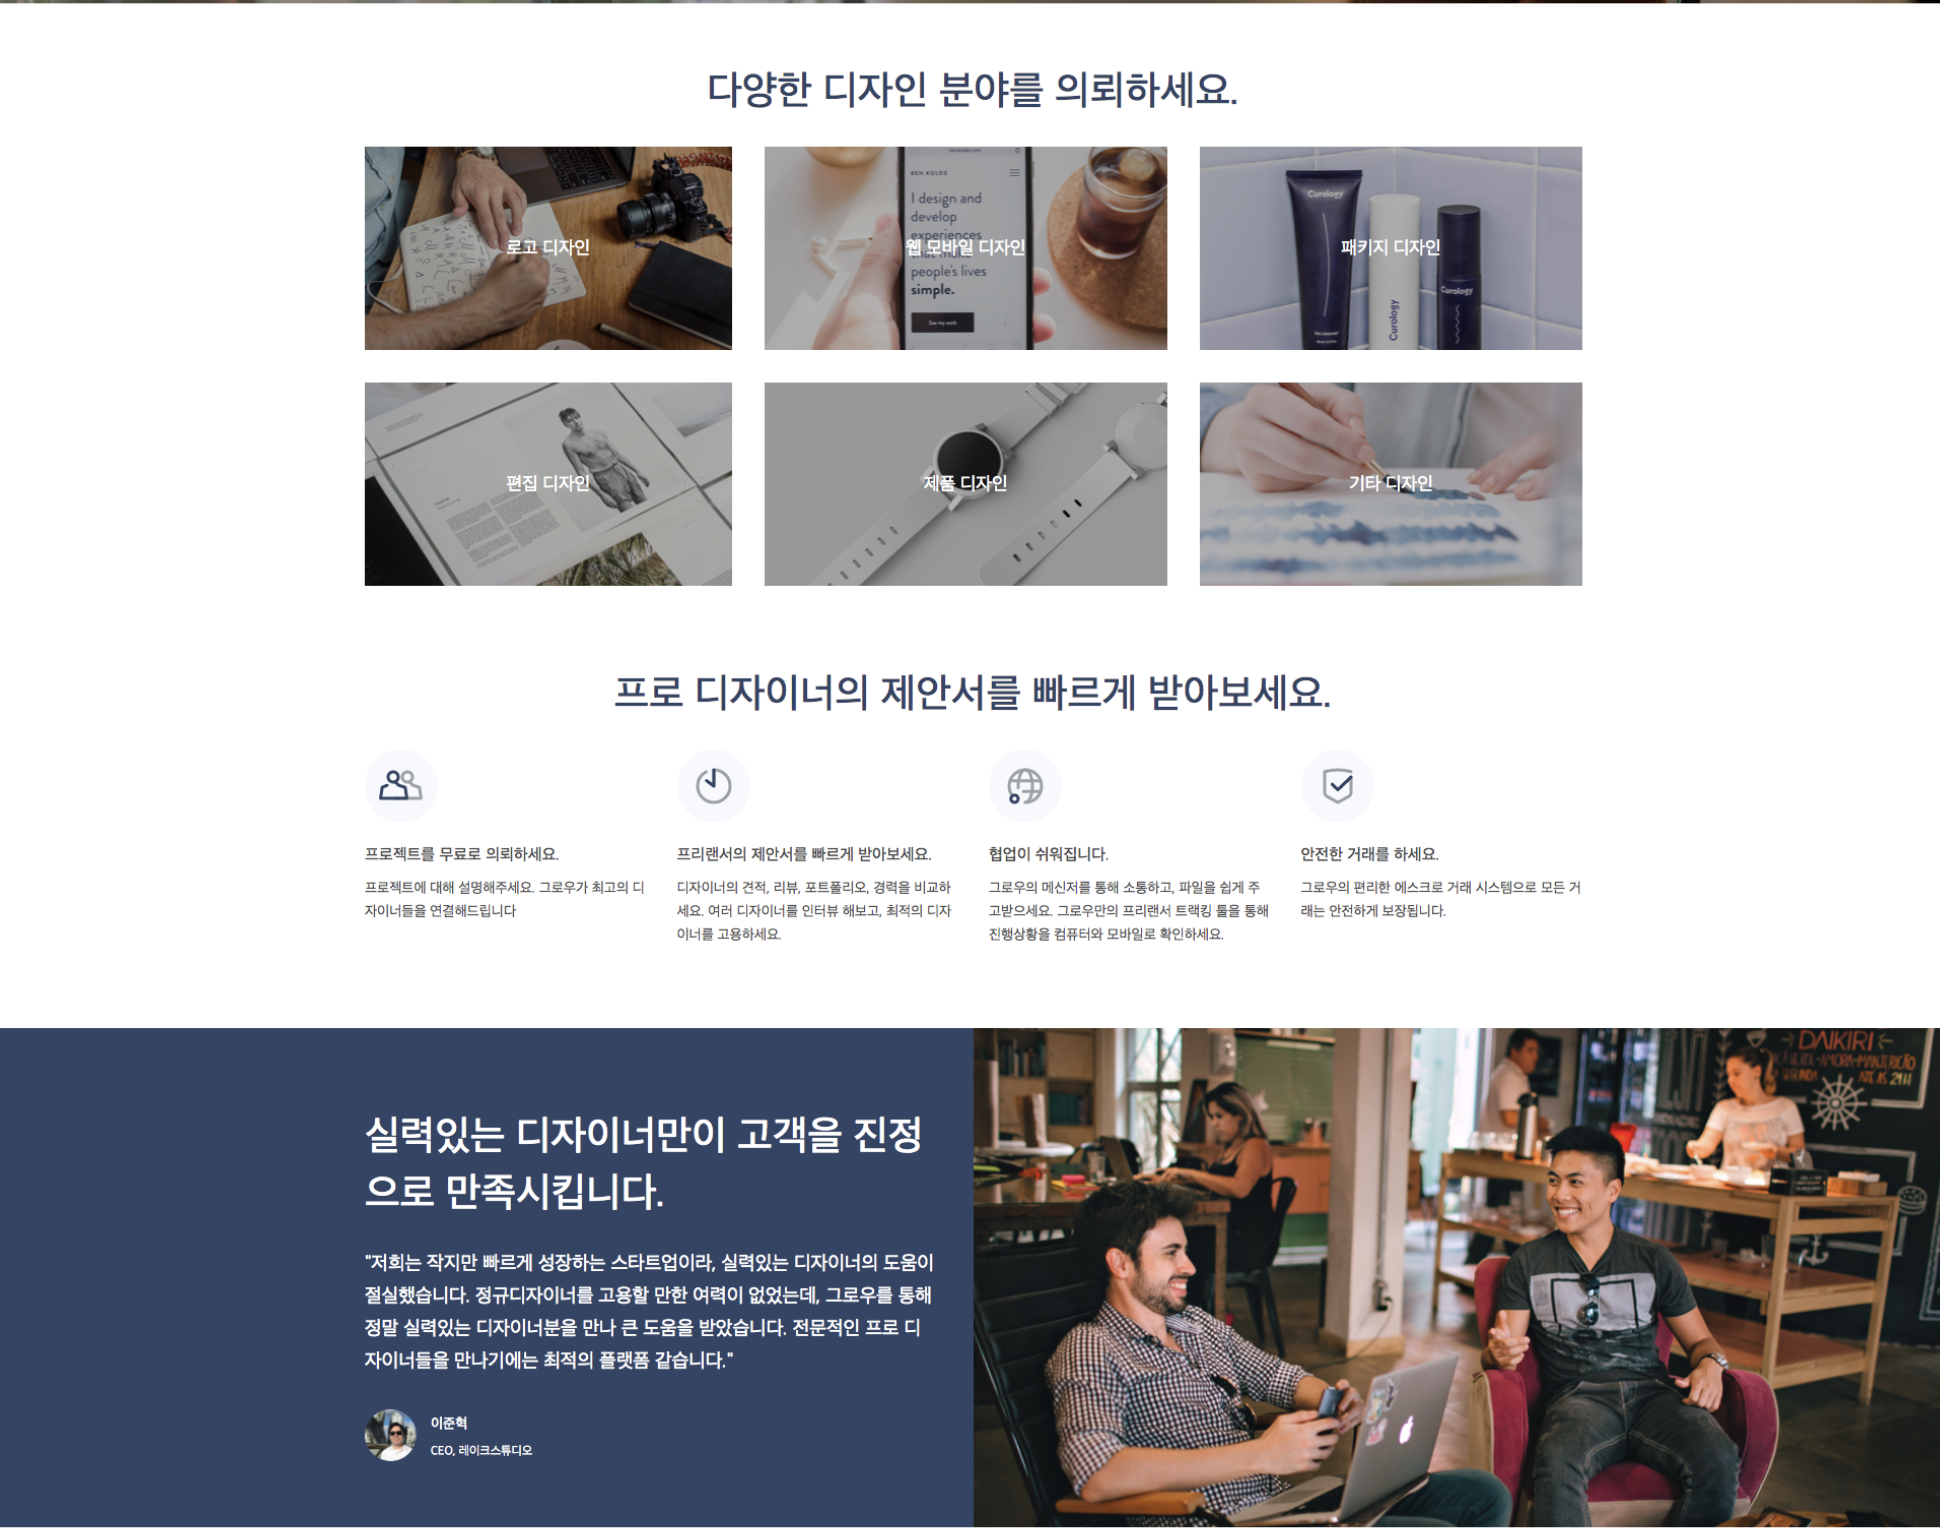 다양한 디자인 분야를 의뢰하세요.
BEN KOLDE
I design and
develop
experiences
that make
people's lives
simple.
See my work
로고 디자인
웹 모바일 디자인
Curology
Curology
Curology
패키지 디자인
편집 디자인
제품 디자인
기타 디자인
프로 디자이너의 제안서를 빠르게 받아보세요.
프로젝트를 무료로 의뢰하세요.
프로젝트에 대해 설명해주세요. 그로우가 최고의 디
자이너들을 연결해드립니다
프리랜서의 제안서를 빠르게 받아보세요.
디자이너의 견적, 리뷰, 포트폴리오, 경력을 비교하
세요. 여러 디자이너를 인터뷰 해보고, 최적의 디자
이너를 고용하세요.
협업이 쉬워집니다.
그로우의 메신저를 통해 소통하고, 파일을 쉽게 주
고받으세요. 그로우만의 프리랜서 트랙킹 툴을 통해
진행상황을 컴퓨터와 모바일로 확인하세요.
안전한 거래를 하세요.
그로우의 편리한 에스크로 거래 시스템으로 모든 거
래는 안전하게 보장됩니다.
실력있는 디자이너만이 고객을 진정
으로 만족시킵니다.
"저희는 작지만 빠르게 성장하는 스타트업이라, 실력있는 디자이너의 도움이
절실했습니다. 정규디자이너를 고용할 만한 여력이 없었는데, 그로우를 통해
정말 실력있는 디자이너분을 만나 큰 도움을 받았습니다. 전문적인 프로 디
자이너들을 만나기에는 최적의 플랫폼 같습니다."
이준혁
CEO, 레이크스튜디오
DAIKIRI